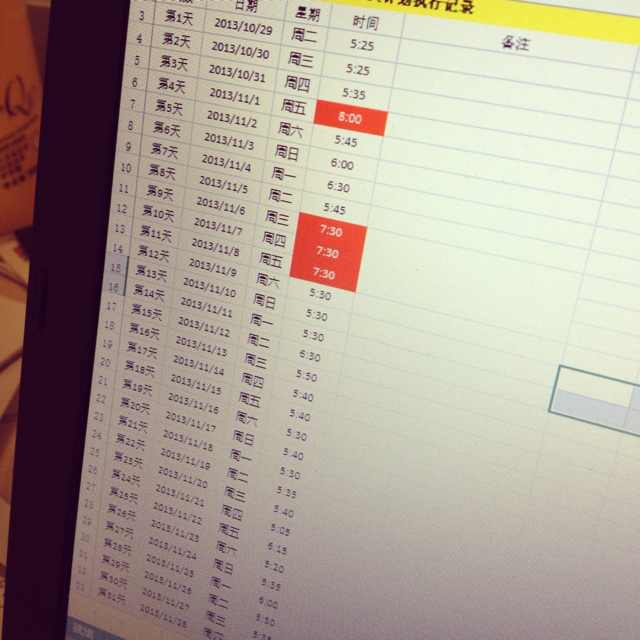 日期 星期 时间 计划执行记录 备注
3 第1天 2013/10/29 周二 5:25
4 第2天 2013/10/30 周三 5:25
5 第3天 2013/10/31 周四 5:35
6 第4天 2013/11/1 周五 8:00
7 第5天 2013/11/2 周六 5:45
8 第6天 2013/11/3 周日 6:00
9 第7天 2013/11/4 周一 6:30
10 第8天 2013/11/5 周二 5:45
11 第9天 2013/11/6 周三 7:30
12 第10天 2013/11/7 周四 7:30
13 第11天 2013/11/8 周五 7:30
14 第12天 2013/11/9 周六 5:30
15 第13天 2013/11/10 周日 5:30
16 第14天 2013/11/11 周一 5:30
17 第15天 2013/11/12 周二 6:30
18 第16天 2013/11/13 周三 5:50
19 第17天 2013/11/14 周四 5:40
20 第18天 2013/11/15 周五 5:40
21 第19天 2013/11/16 周六 5:30
22 第20天 2013/11/17 周日 5:40
第21天 2013/11/18 周一 5:30
24 第22天 2013/11/19 周二 5:35
25 第23天 2013/11/20 周三 5:40
26 第24天 2013/11/21 周四 5:05
27 第25天 2013/11/22 周五 6:15
28 第26天 2013/11/23 周六 5:20
29 第27天 2013/11/24 周日 5:35
第28天 2013/11/25 周一 6:00
第29天 2013/11/26 周二 5:50
第30天 2013/11/27 周三
第31天 2013/11/28